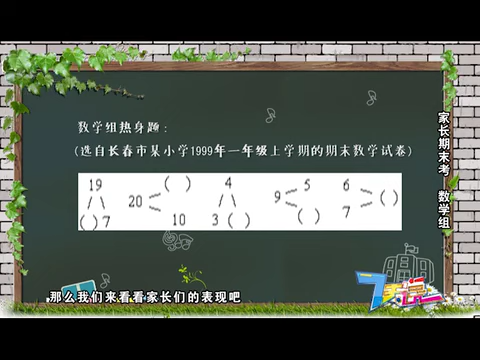 数学组热身题：
(选自长春市某小学1999年一年级上学期的期末数学试卷)
19 ( ) 4 5 6
20 9 ( )
( ) 7 10 3 ( ) ( ) 7
家长期末考 数学组
那么我们来看看家长们的表现吧